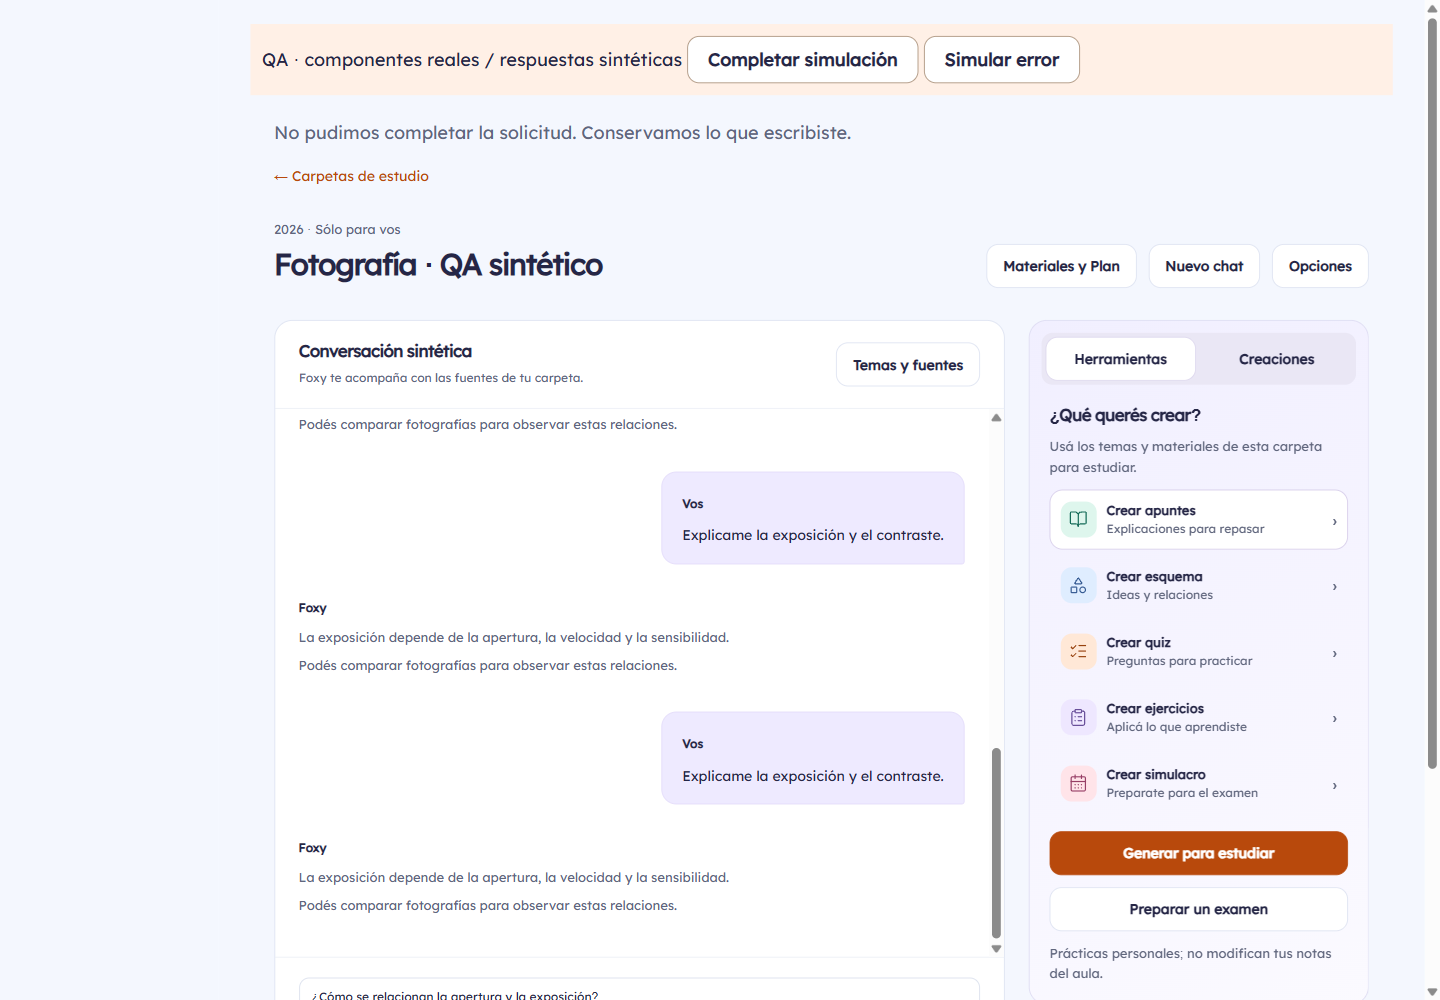 QA · componentes reales / respuestas sintéticas
Completar simulación
Simular error
No pudimos completar la solicitud. Conservamos lo que escribiste.
← Carpetas de estudio
2026 · Sólo para vos
Fotografía · QA sintético
Materiales y Plan
Nuevo chat
Opciones
Conversación sintética
Foxy te acompaña con las fuentes de tu carpeta.
Temas y fuentes
Podés comparar fotografías para observar estas relaciones.
Vos
Explicame la exposición y el contraste.
Foxy
La exposición depende de la apertura, la velocidad y la sensibilidad.
Podés comparar fotografías para observar estas relaciones.
Vos
Explicame la exposición y el contraste.
Foxy
La exposición depende de la apertura, la velocidad y la sensibilidad.
Podés comparar fotografías para observar estas relaciones.
¿Cómo se relacionan la apertura y la exposición?
Herramientas
Creaciones
¿Qué querés crear?
Usá los temas y materiales de esta carpeta
para estudiar.
Crear apuntes
Explicaciones para repasar
Crear esquema
Ideas y relaciones
Crear quiz
Preguntas para practicar
Crear ejercicios
Aplicá lo que aprendiste
Crear simulacro
Preparate para el examen
Generar para estudiar
Preparar un examen
Prácticas personales; no modifican tus notas
del aula.